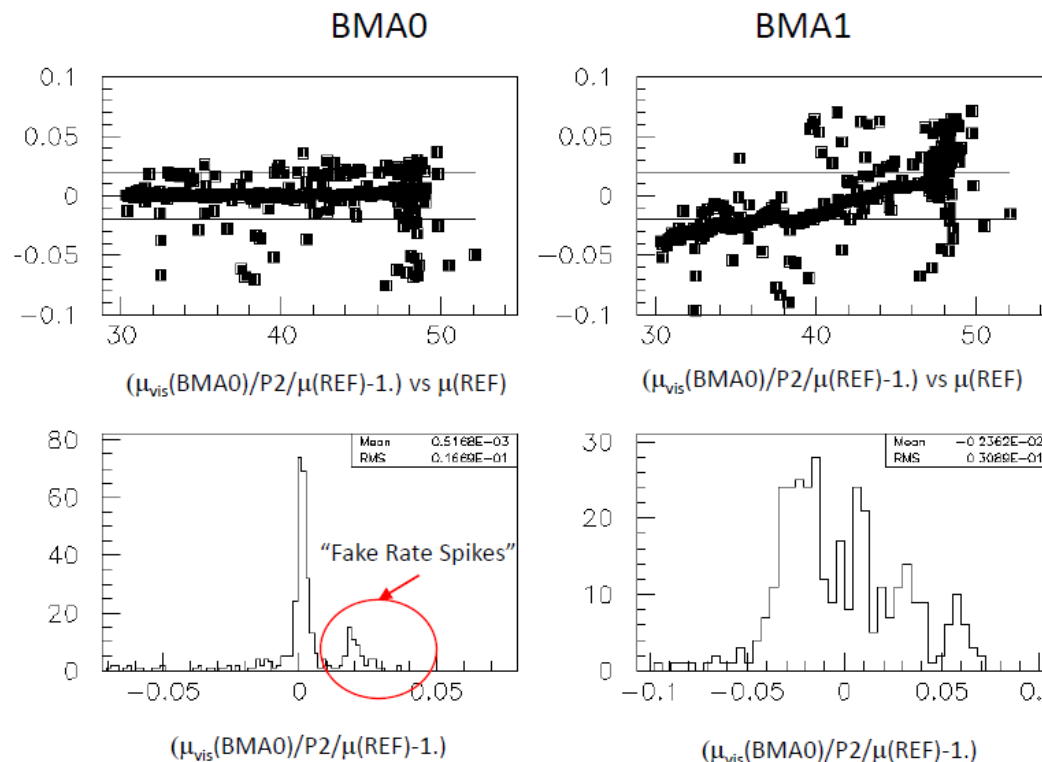 BMA0
BMA1
0.1
0.05
0
-0.05
-0.1
30
40
50
0.1
0.05
0
-0.05
-0.1
30
40
50
(μvis(BMA0)/P2/μ(REF)-1.) vs μ(REF)
(μvis(BMA0)/P2/μ(REF)-1.) vs μ(REF)
80
60
40
20
0
Mean 0.5168E-03
RMS 0.1669E-01
"Fake Rate Spikes"
-0.05
0
0.05
30
20
10
0
Mean -0.2362E-02
RMS 0.3089E-01
-0.1
-0.05
0
0.05
(μvis(BMA0)/P2/μ(REF)-1.)
(μvis(BMA0)/P2/μ(REF)-1.)